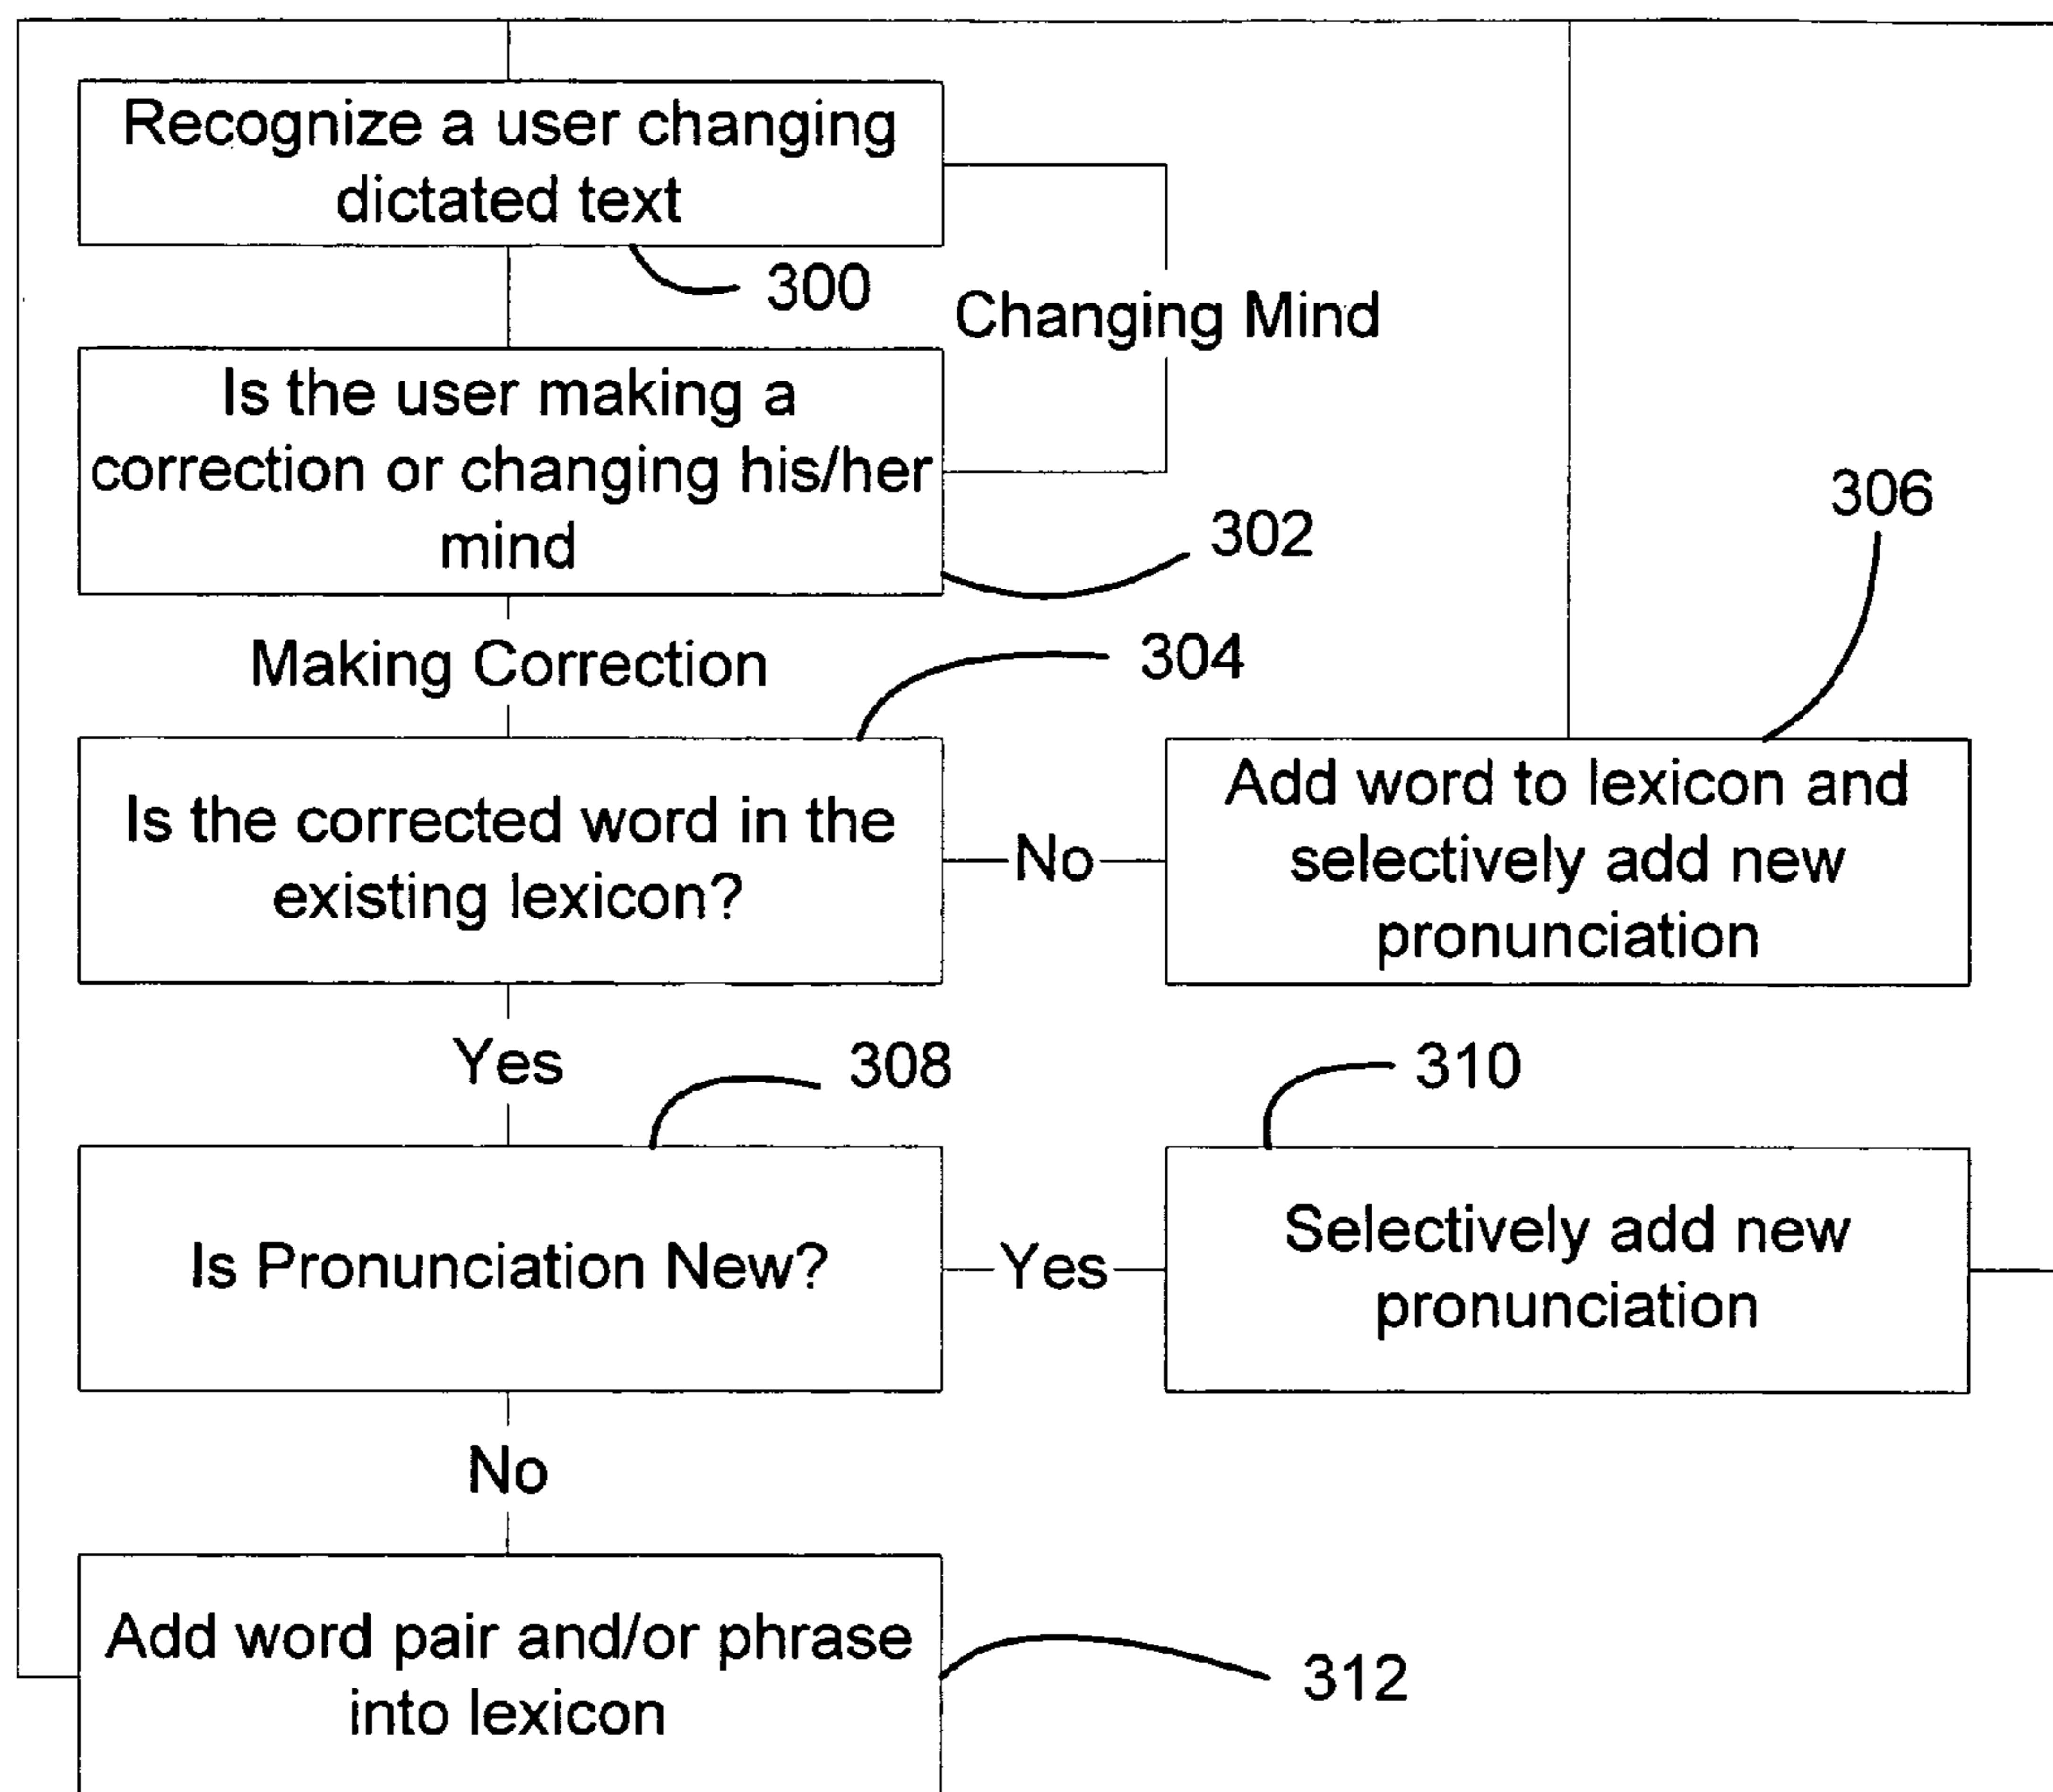 Recognize a user changing
dictated text
300
Changing Mind
Is the user making a
correction or changing his/her
mind
302
306
Making Correction
304
Is the corrected word in the
existing lexicon?
No
Add word to lexicon and
selectively add new
pronunciation
Yes
308
310
Is Pronunciation New?
Yes
Selectively add new
pronunciation
No
Add word pair and/or phrase
into lexicon
312